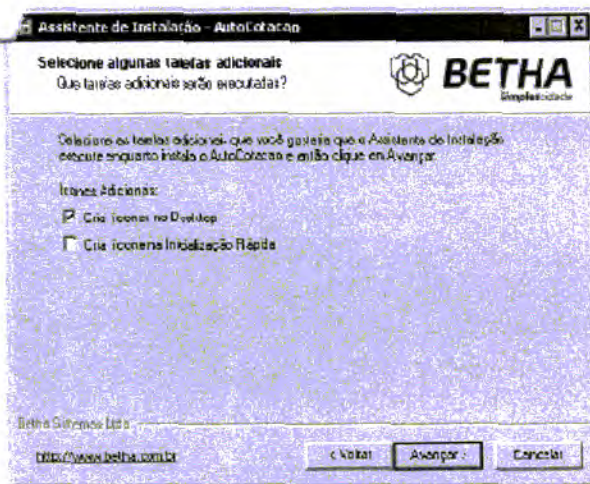 Assistente de Instalação - AutoCotacao
Selecione algumas tarefas adicionais
Que tarefas adicionais serão executadas?
BETHA
Simplescidade
Selecione as tarefas adicionais que você gostaria que o Assistente de Instalação
execute enquanto instala o AutoCotacao e então clique em Avançar.
Ícones Adicionais:
Criar ícones no Desktop
Criar ícone na Inicialização Rápida
Betha Sistemas Ltda
http://www.betha.com.br
< Voltar
Avançar >
Cancelar